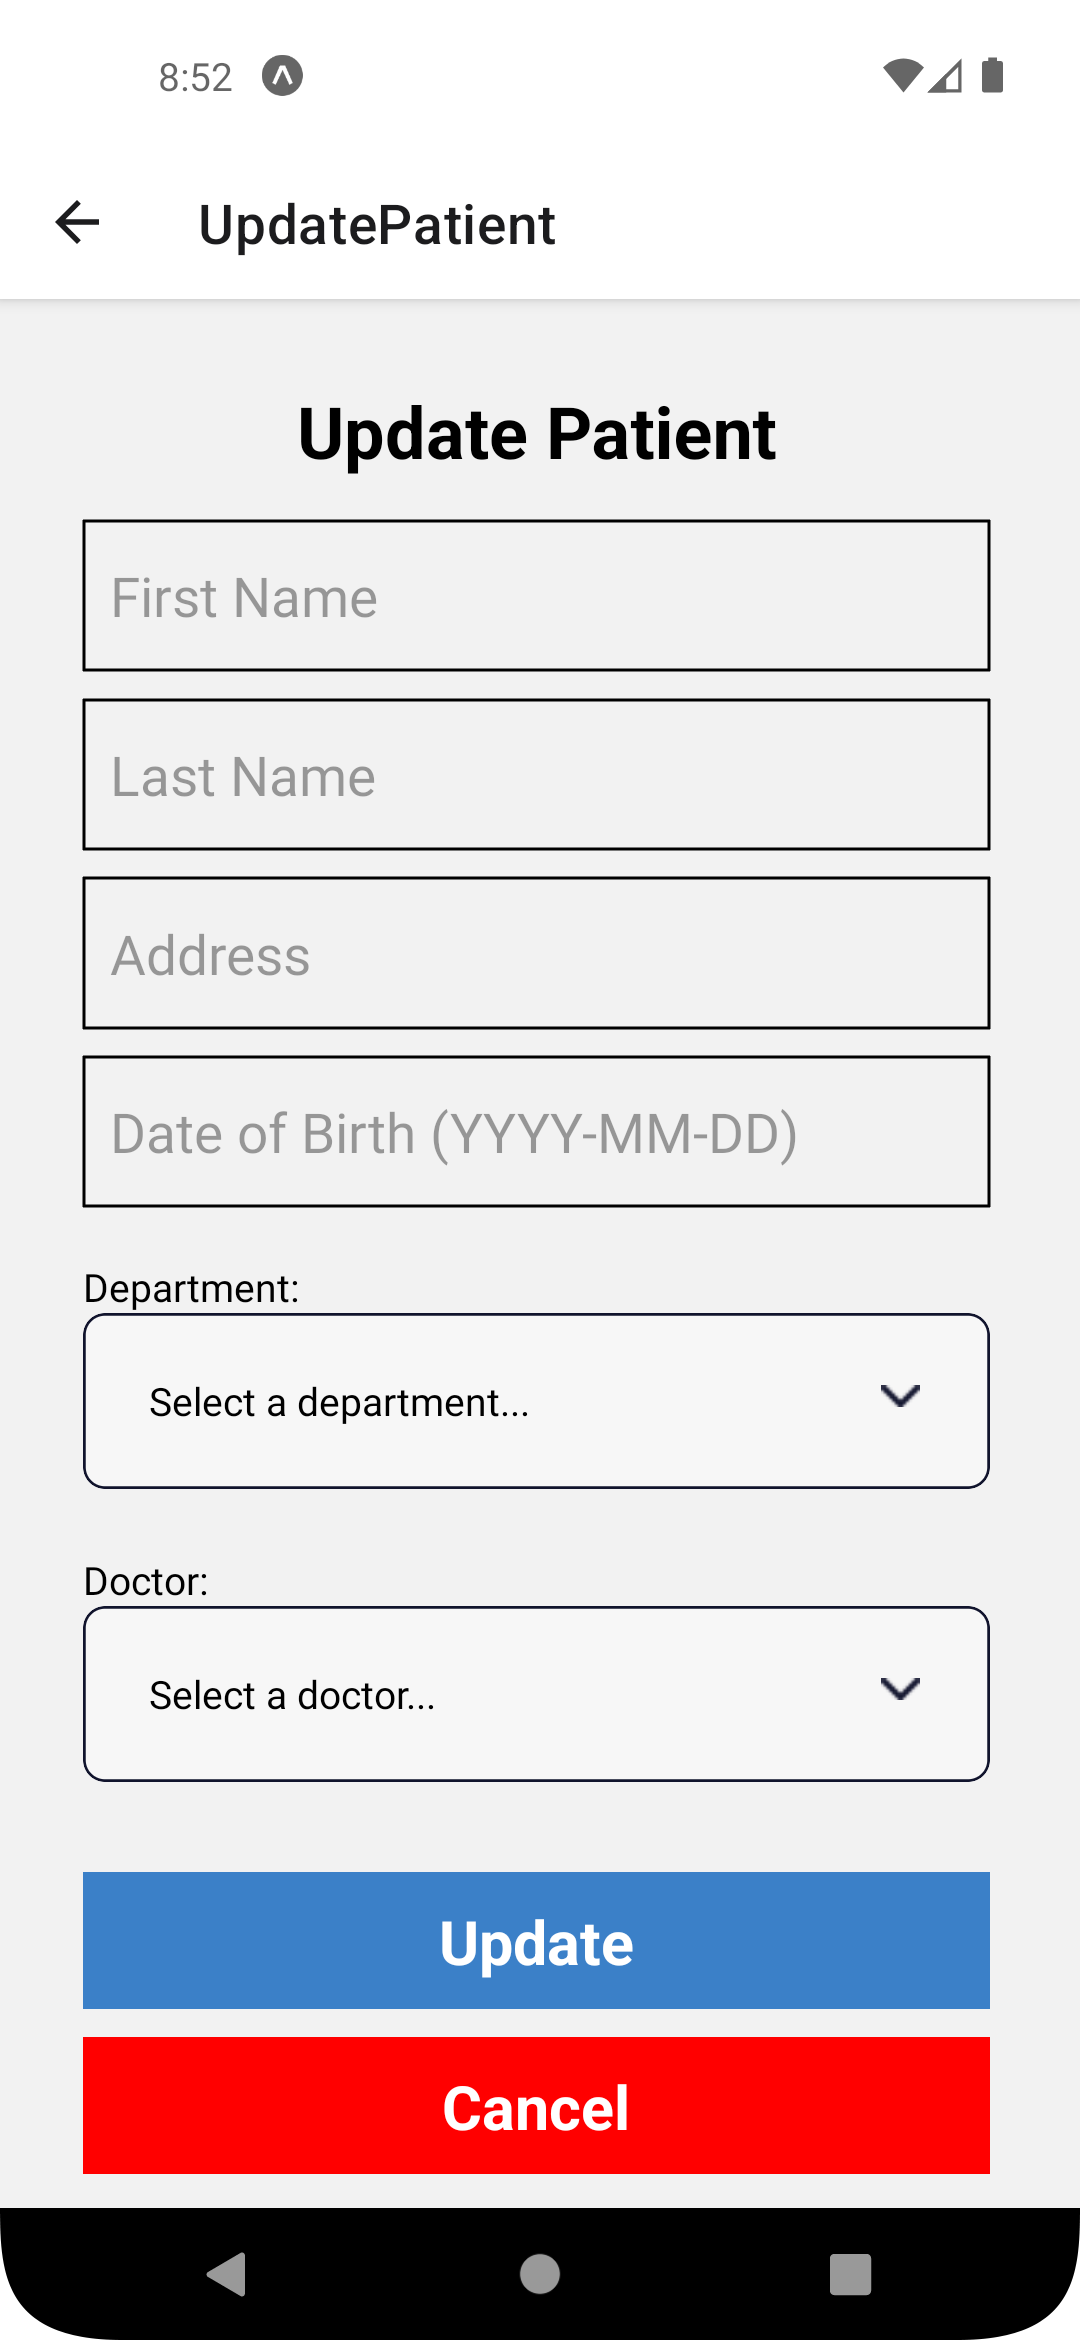 8:52
UpdatePatient
Update Patient
First Name
Last Name
Address
Date of Birth (YYYY-MM-DD)
Department:
Select a department...
Doctor:
Select a doctor...
Update
Cancel